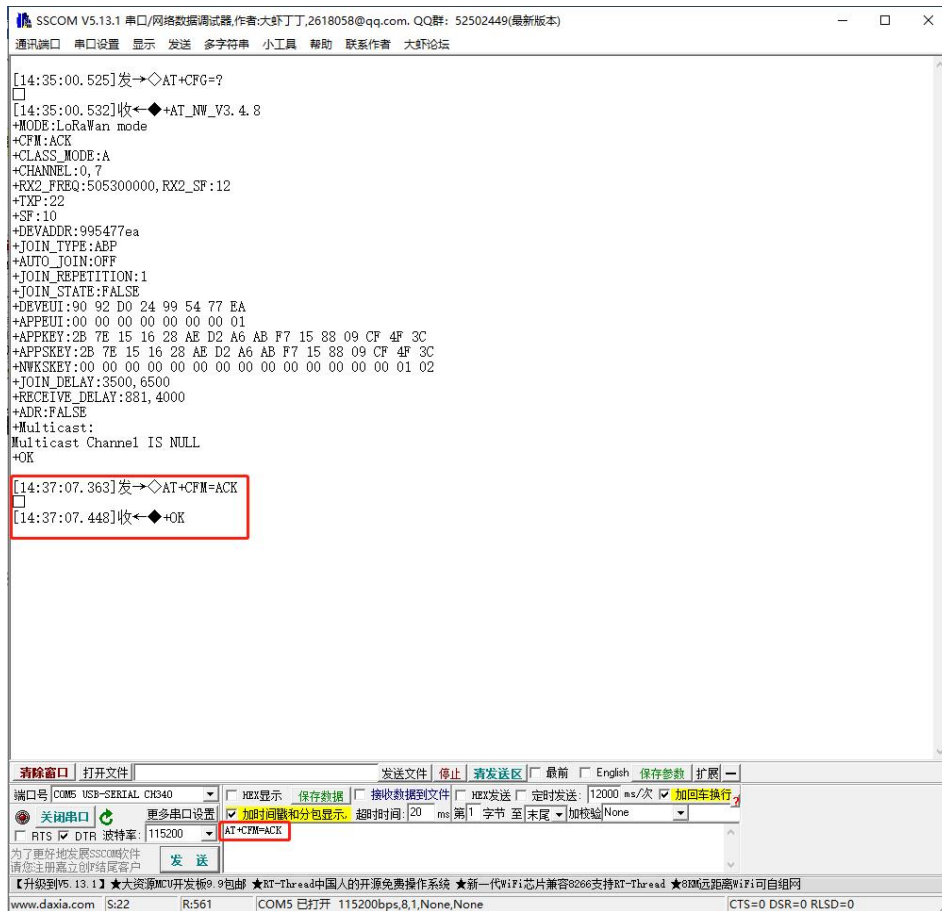 SSCOM V5.13.1 串口/网络数据调试器,作者:大虾丁丁,2618058@qq.com. QQ群: 52502449(最新版本)
通讯端口 串口设置 显示 发送 多字符串 小工具 帮助 联系作者 大虾论坛
[14:35:00.525]发→◇AT+CFG=?
□
[14:35:00.532]收←◆+AT_NW_V3.4.8
+MODE:LoRaWan mode
+CFM:ACK
+CLASS_MODE:A
+CHANNEL:0,7
+RX2_FREQ:505300000,RX2_SF:12
+TXP:22
+SF:10
+DEVADDR:995477ea
+JOIN_TYPE:ABP
+AUTO_JOIN:OFF
+JOIN_REPETITION:1
+JOIN_STATE:FALSE
+DEVEUI:90 92 D0 24 99 54 77 EA
+APPEUI:00 00 00 00 00 00 00 01
+APPKEY:2B 7E 15 16 28 AE D2 A6 AB F7 15 88 09 CF 4F 3C
+APPSKEY:2B 7E 15 16 28 AE D2 A6 AB F7 15 88 09 CF 4F 3C
+NWKSKEY:00 00 00 00 00 00 00 00 00 00 00 00 00 00 01 02
+JOIN_DELAY:3500,6500
+RECEIVE_DELAY:881,4000
+ADR:FALSE
+Multicast:
Multicast Channel IS NULL
+OK
[14:37:07.363]发→◇AT+CFM=ACK
□
[14:37:07.448]收←◆+OK
清除窗口 打开文件 发送文件 停止 清发送区 最前 English 保存参数 扩展 —
端口号 COM5 USB-SERIAL CH340 HEX显示 保存数据 接收数据到文件 HEX发送 定时发送: 12000 ms/次 加回车换行
关闭串口 更多串口设置 加时间戳和分包显示, 超时时间: 20 ms 第 1 字节 至 末尾 加校验 None
RTS DTR 波特率: 115200 AT+CFM=ACK
为了更好地发展SSCOM软件
请您注册嘉立创F结尾客户
发 送
【升级到V5.13.1】★大资源MCU开发板9.9包邮 ★RT-Thread中国人的开源免费操作系统 ★新一代WiFi芯片兼容8266支持RT-Thread ★8KM远距离WiFi可自组网
www.daxia.com S:22 R:561 COM5 已打开 115200bps,8,1,None,None CTS=0 DSR=0 RLSD=0